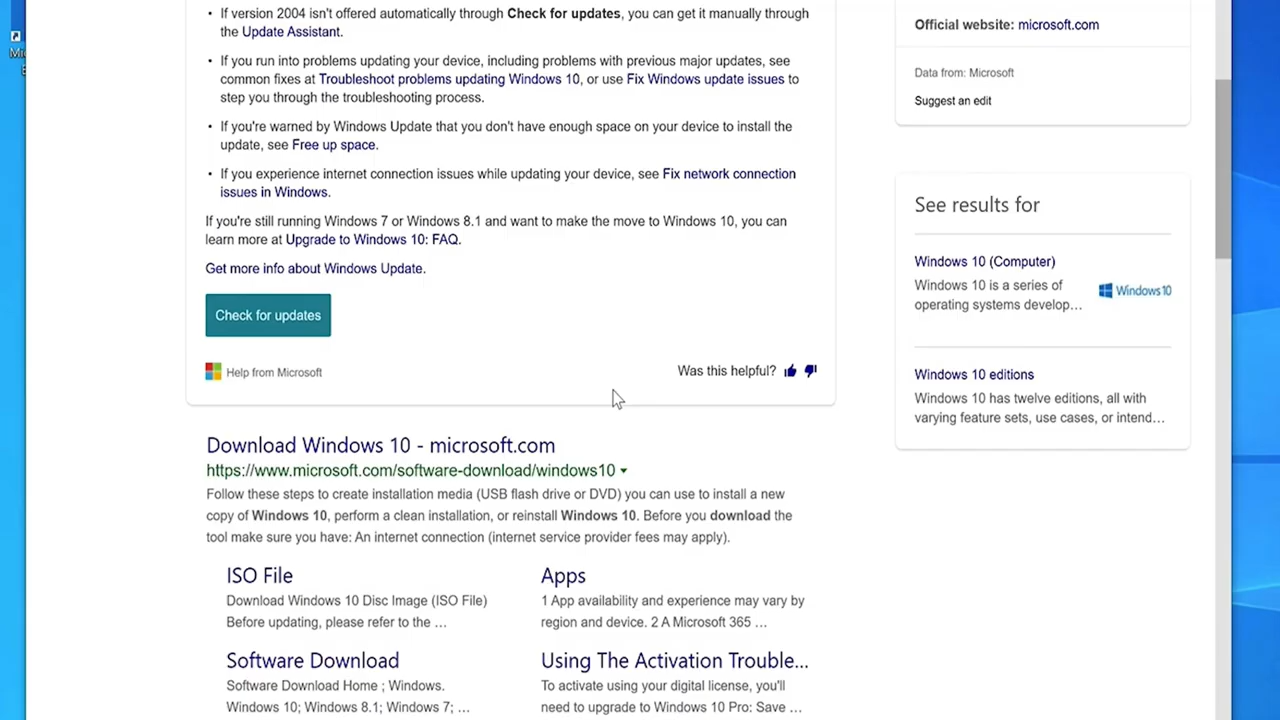 • If version 2004 isn't offered automatically through Check for updates, you can get it manually through
the Update Assistant.
• If you run into problems updating your device, including problems with previous major updates, see
common fixes at Troubleshoot problems updating Windows 10, or use Fix Windows update issues to
step you through the troubleshooting process.
• If you're warned by Windows Update that you don't have enough space on your device to install the
update, see Free up space.
• If you experience internet connection issues while updating your device, see Fix network connection
issues in Windows.
If you're still running Windows 7 or Windows 8.1 and want to make the move to Windows 10, you can
learn more at Upgrade to Windows 10: FAQ.
Get more info about Windows Update.
Check for updates
Help from Microsoft
Was this helpful?
Download Windows 10 - microsoft.com
https://www.microsoft.com/software-download/windows10
Follow these steps to create installation media (USB flash drive or DVD) you can use to install a new
copy of Windows 10, perform a clean installation, or reinstall Windows 10. Before you download the
tool make sure you have: An internet connection (internet service provider fees may apply).
ISO File
Download Windows 10 Disc Image (ISO File)
Before updating, please refer to the ...
Apps
1 App availability and experience may vary by
region and device. 2 A Microsoft 365 ...
Software Download
Software Download Home ; Windows.
Windows 10; Windows 8.1; Windows 7; ...
Using The Activation Trouble...
To activate using your digital license, you'll
need to upgrade to Windows 10 Pro: Save ...
Official website: microsoft.com
Data from: Microsoft
Suggest an edit
See results for
Windows 10 (Computer)
Windows 10 is a series of
operating systems develop...
Windows10
Windows 10 editions
Windows 10 has twelve editions, all with
varying feature sets, use cases, or intend...